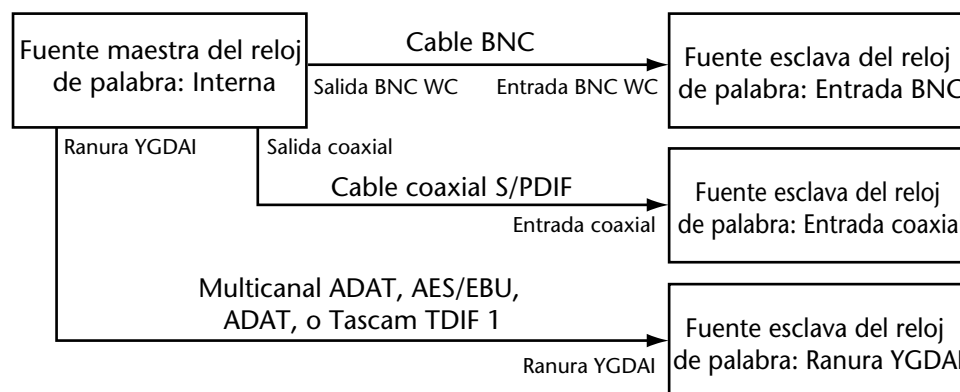 Fuente maestra del reloj
de palabra: Interna
Cable BNC
Salida BNC WC
Entrada BNC WC
Fuente esclava del reloj
de palabra: Entrada BNC
Ranura YGDAI
Salida coaxial
Cable coaxial S/PDIF
Entrada coaxial
Fuente esclava del reloj
de palabra: Entrada coaxia
Multicanal ADAT, AES/EBU,
ADAT, o Tascam TDIF 1
Ranura YGDAI
Fuente esclava del reloj
de palabra: Ranura YGDAI